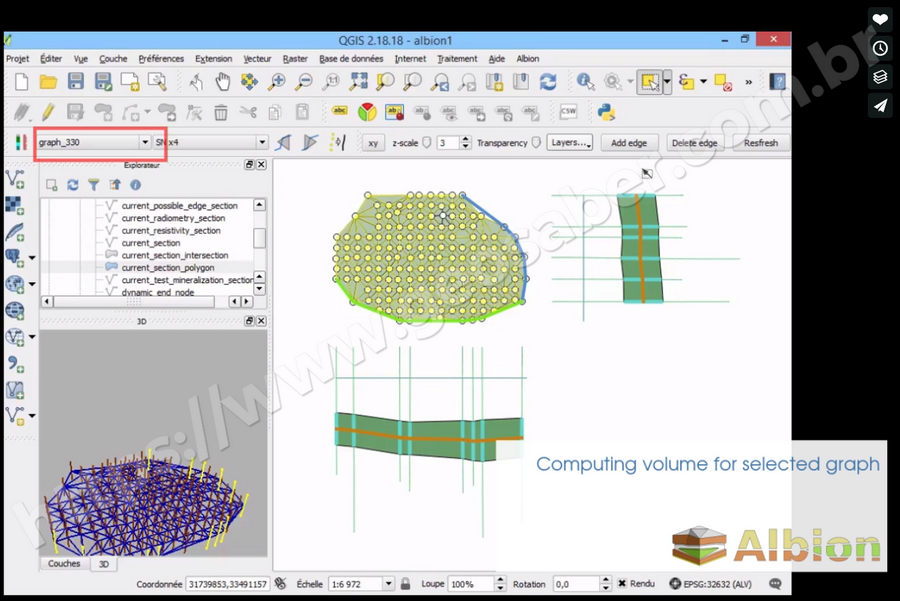 QGIS 2.18.18 - albion1
Projet Éditer Vue Couche Préférences Extension Vecteur Raster Base de données Internet Traitement Aide Albion
graph_330 SN x4 xy z-scale 3 Transparency Layers... Add edge Delete edge Resfresh
Explorateur
current_possible_edge_section
current_radiometry_section
current_resistivity_section
current_section
current_section_intersection
current_section_polygon
current_test_mineralization_section
dynamic_end_node
3D
Computing volume for selected graph
Albion
Couches 3D
Coordonnée 31739853,33491157 Échelle 1:6 972 Loupe 100% Rotation 0,0 Rendu EPSG:32632 (ALV)
https://www.geosaber.com.br